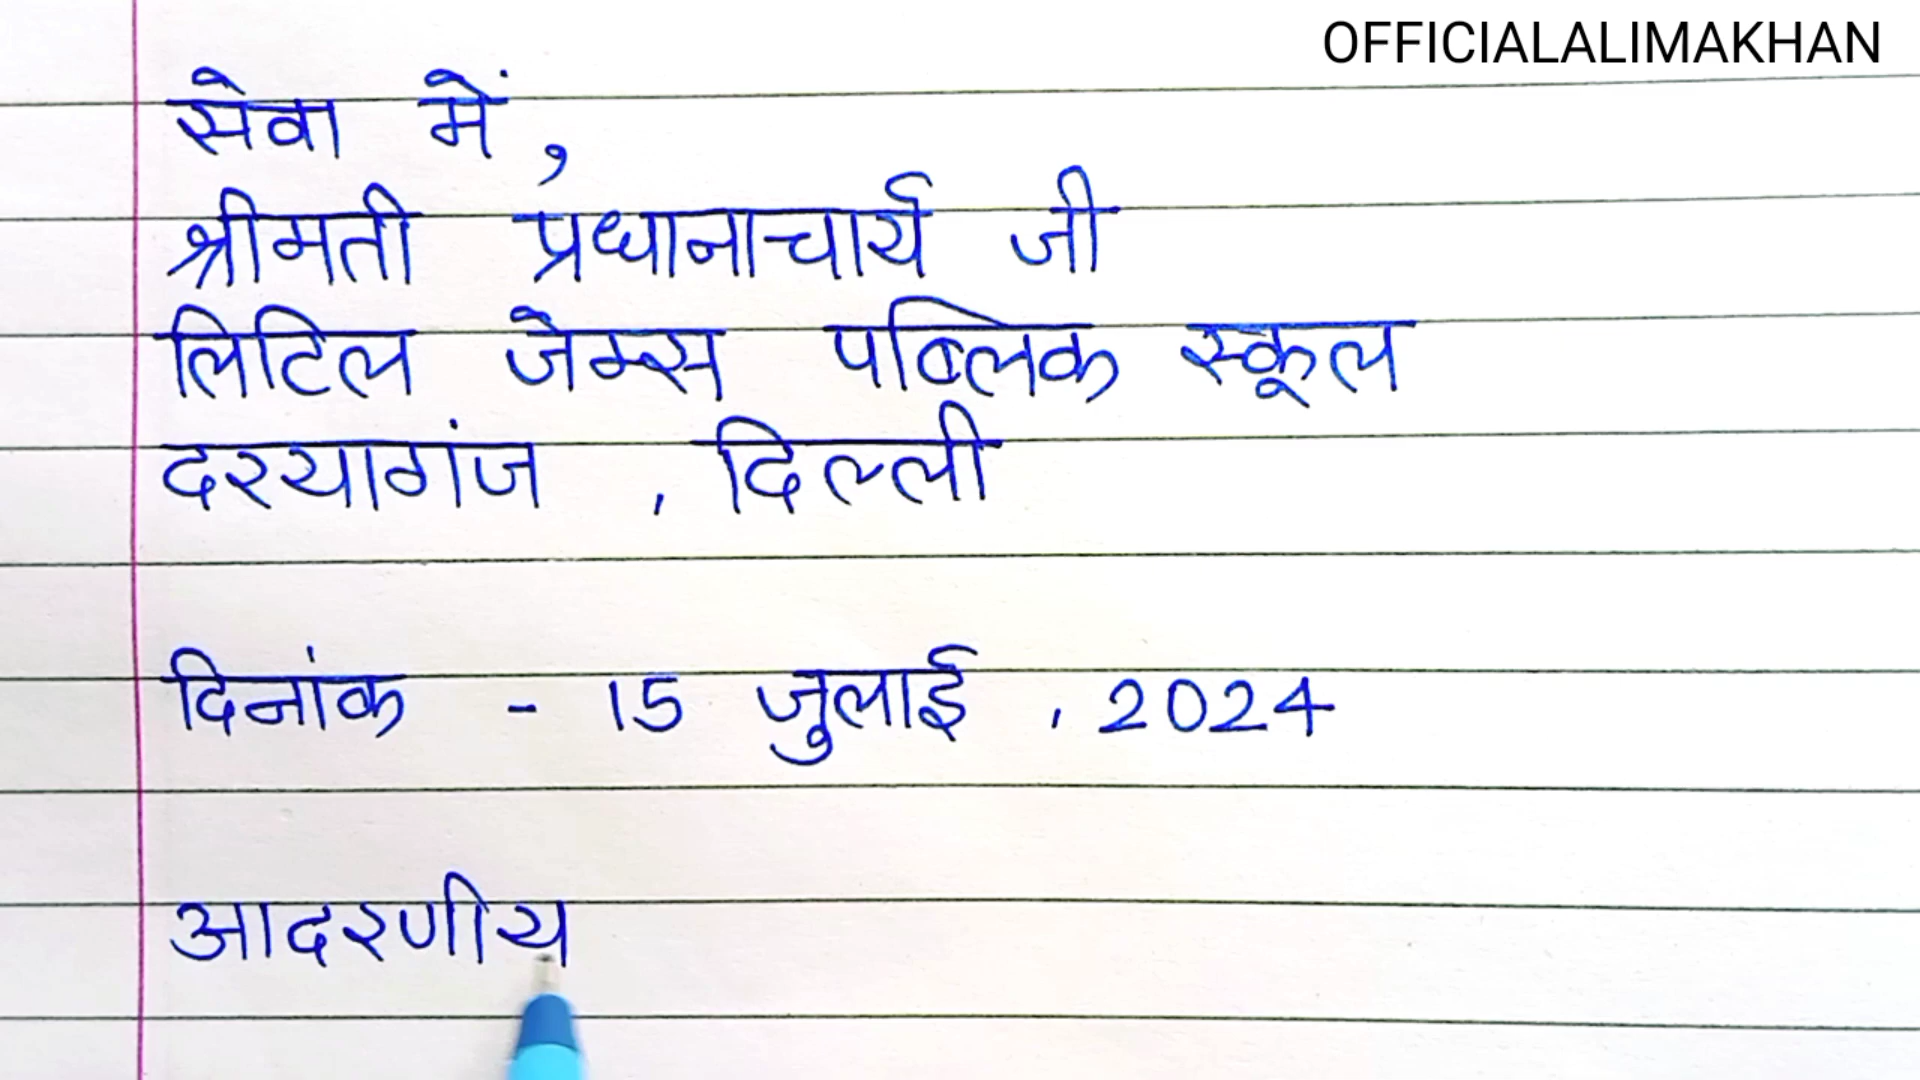 OFFICIALALIMAKHAN
सेवा में,
श्रीमती प्रधानाचार्य जी
लिटिल जेम्स पब्लिक स्कूल
दरयागंज , दिल्ली
दिनांक - 15 जुलाई , 2024
आदरणीय